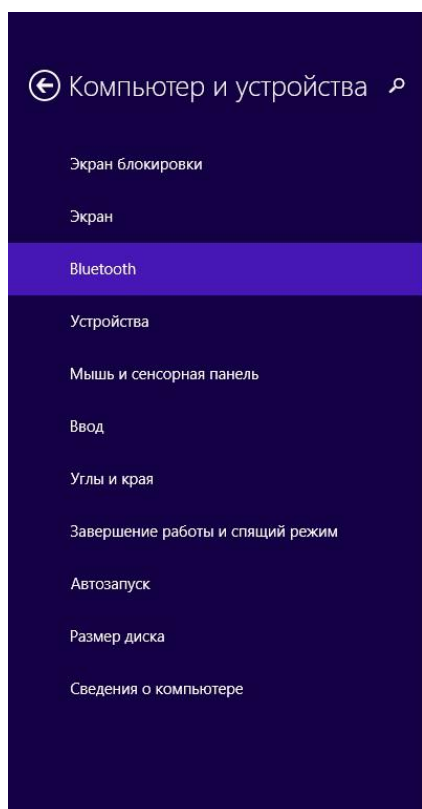 Компьютер и устройства
Экран блокировки
Экран
Bluetooth
Устройства
Мышь и сенсорная панель
Ввод
Углы и края
Завершение работы и спящий режим
Автозапуск
Размер диска
Сведения о компьютере